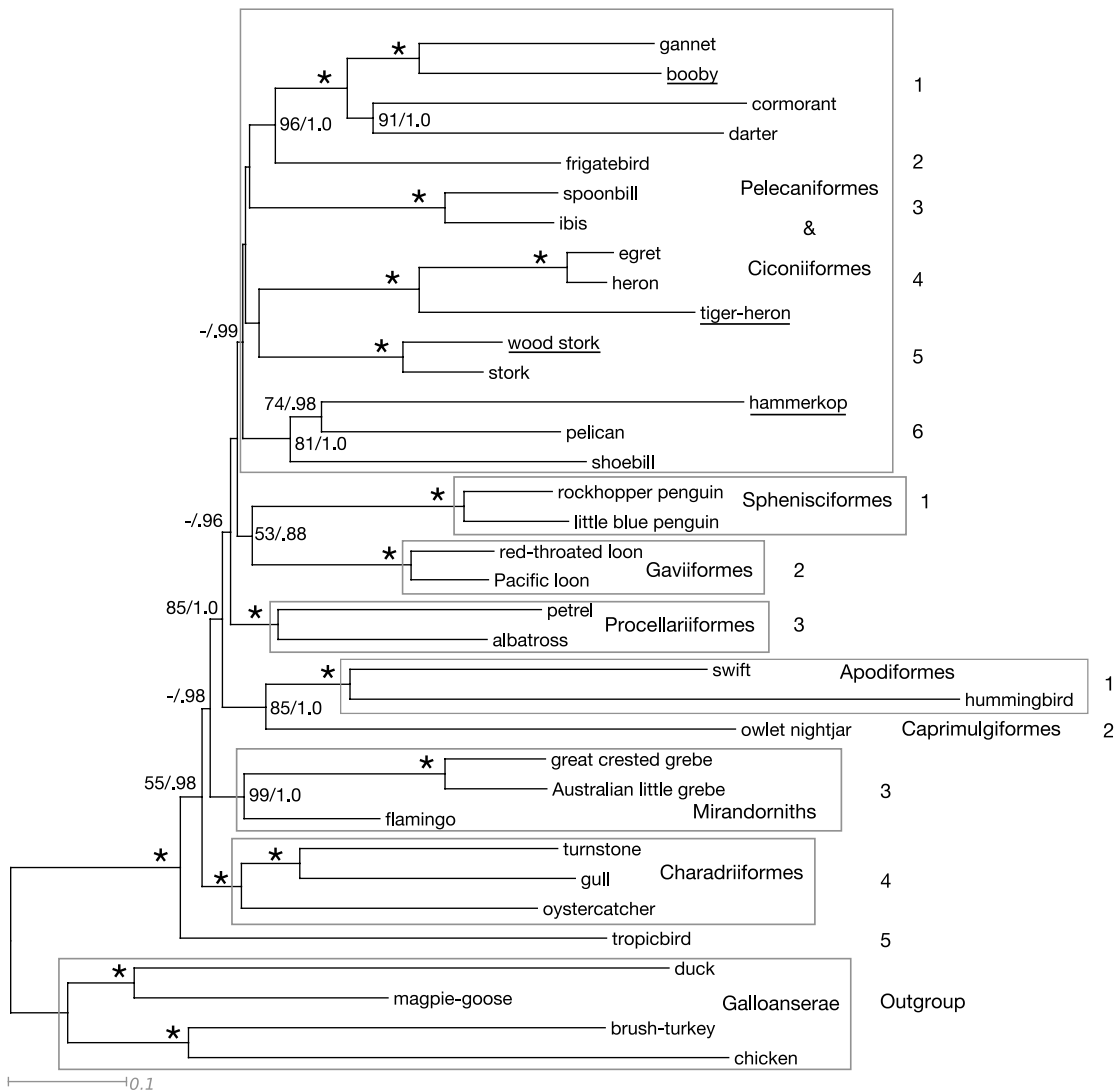 *
gannet
booby
*
1
cormorant
96/1.0
91/1.0
darter
frigatebird
2
*
spoonbill
Pelecaniformes
3
ibis
&
*
egret
*
Ciconiiformes
4
heron
tiger-heron
-/.99
*
wood stork
5
stork
74/.98
hammerkop
81/1.0
pelican
6
shoebill
*
rockhopper penguin
Sphenisciformes
1
-/.96
53/.88
little blue penguin
*
red-throated loon
Gaviiformes
2
Pacific loon
85/1.0
*
petrel
Procellariiformes
3
albatross
*
swift
Apodiformes
1
-/.98
85/1.0
hummingbird
owlet nightjar
Caprimulgiformes
2
*
great crested grebe
55/.98
99/1.0
Australian little grebe
3
Mirandorniths
flamingo
*
*
turnstone
*
gull
Charadriiformes
4
oystercatcher
tropicbird
5
*
duck
magpie-goose
Galloanserae
Outgroup
*
brush-turkey
chicken
0.1